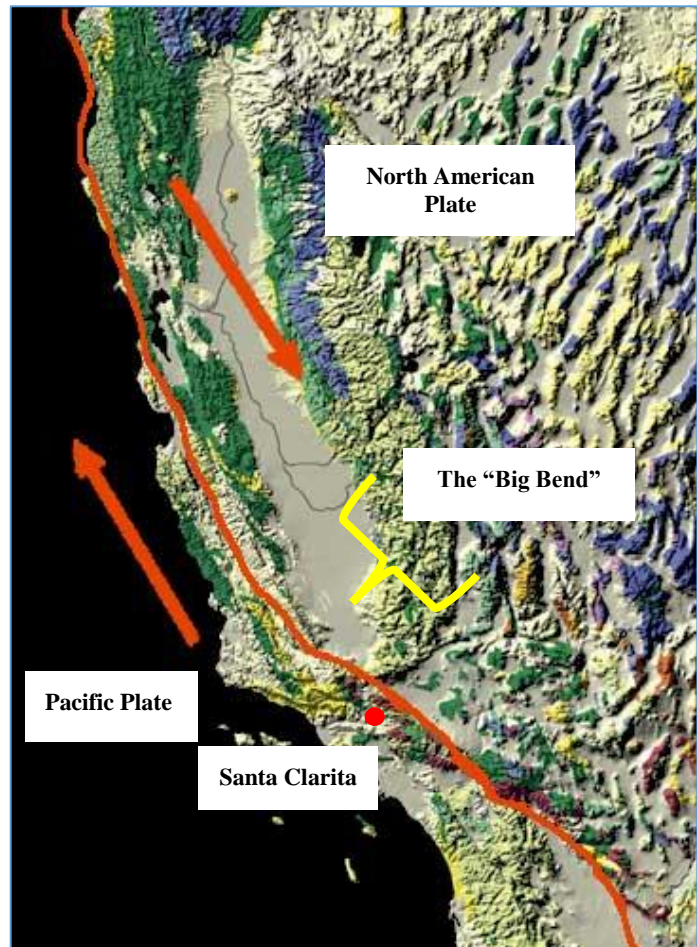 North American
Plate
The “Big Bend”
Pacific Plate
Santa Clarita